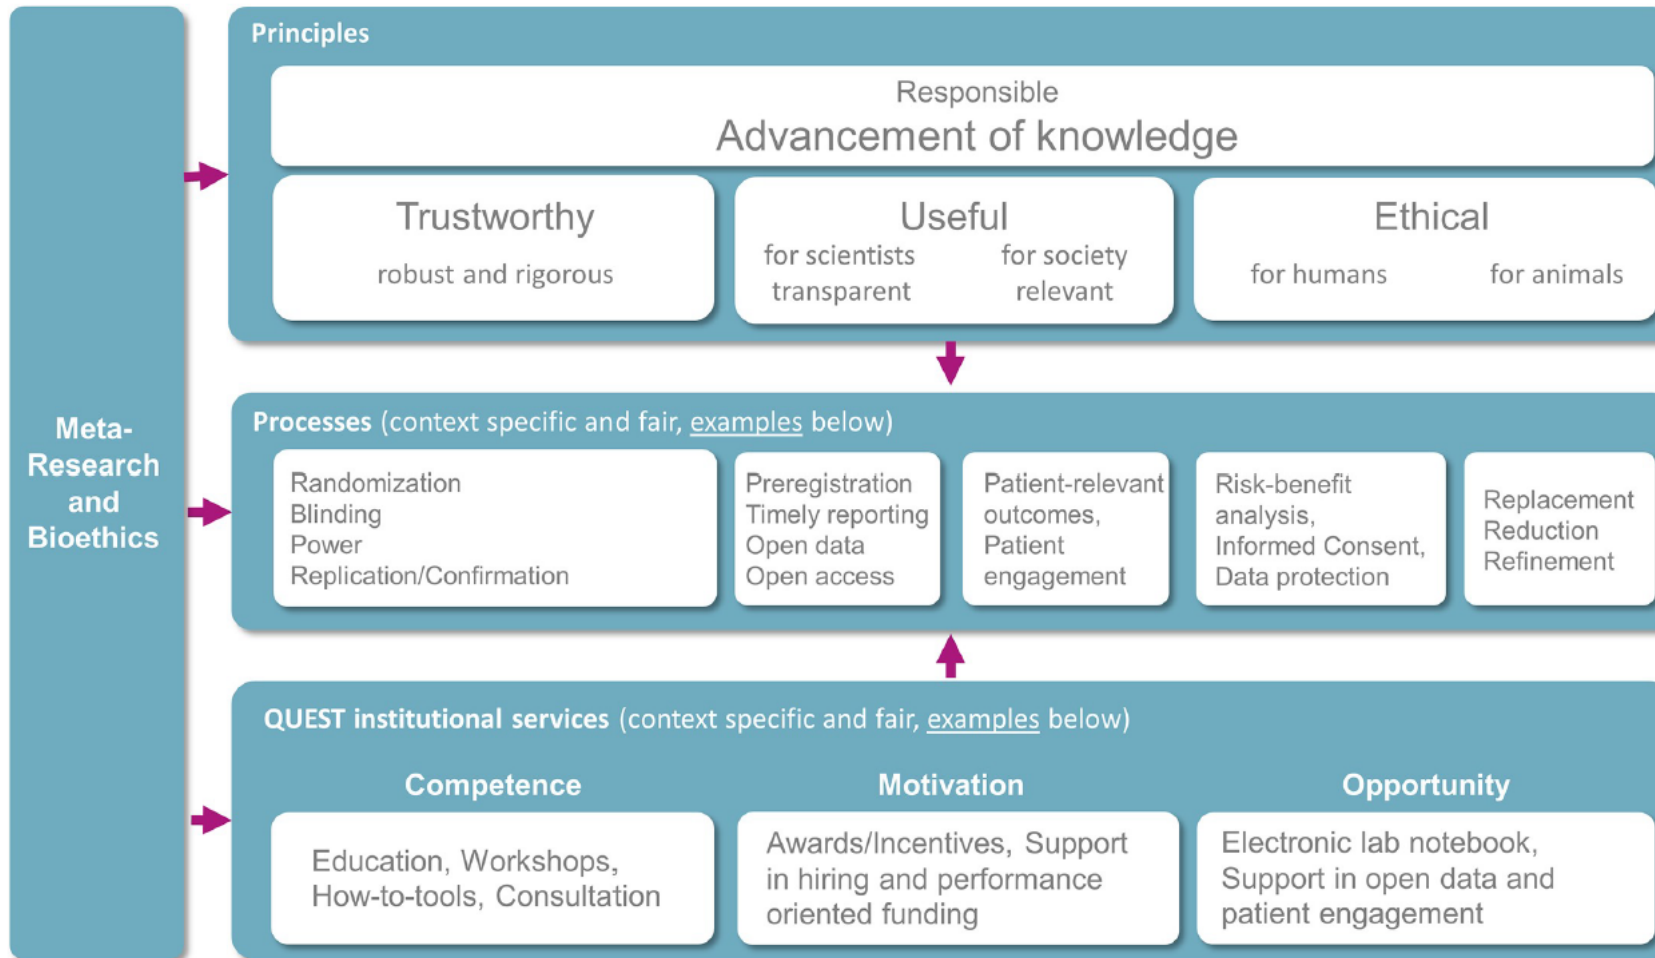 Meta-
Research
and
Bioethics
Principles
Responsible
Advancement of knowledge
Trustworthy
robust and rigorous
Useful
for scientists
transparent
for society
relevant
Ethical
for humans
for animals
Processes (context specific and fair, examples below)
Randomization
Blinding
Power
Replication/Confirmation
Preregistration
Timely reporting
Open data
Open access
Patient-relevant
outcomes,
Patient
engagement
Risk-benefit
analysis,
Informed Consent,
Data protection
Replacement
Reduction
Refinement
QUEST institutional services (context specific and fair, examples below)
Competence
Education, Workshops,
How-to-tools, Consultation
Motivation
Awards/Incentives, Support
in hiring and performance
oriented funding
Opportunity
Electronic lab notebook,
Support in open data and
patient engagement